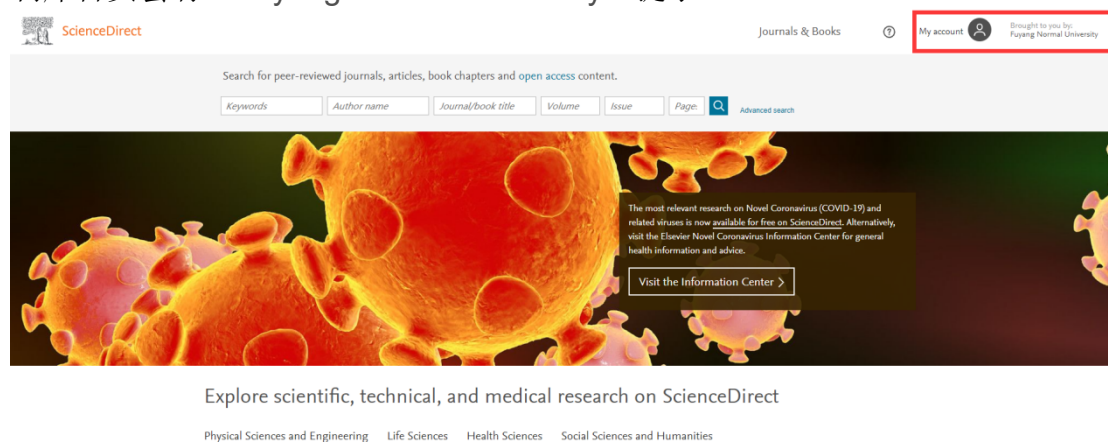 ScienceDirect
Journals & Books
?
My account
Brought to you by:
Fuyang Normal University
Search for peer-reviewed journals, articles, book chapters and open access content.
Keywords
Author name
Journal/book title
Volume
Issue
Page:
Advanced search
The most relevant research on Novel Coronavirus (COVID-19) and
related viruses is now available for free on ScienceDirect. Alternatively,
visit the Elsevier Novel Coronavirus Information Center for general
health information and advice.
Visit the Information Center >
Explore scientific, technical, and medical research on ScienceDirect
Physical Sciences and Engineering Life Sciences Health Sciences Social Sciences and Humanities